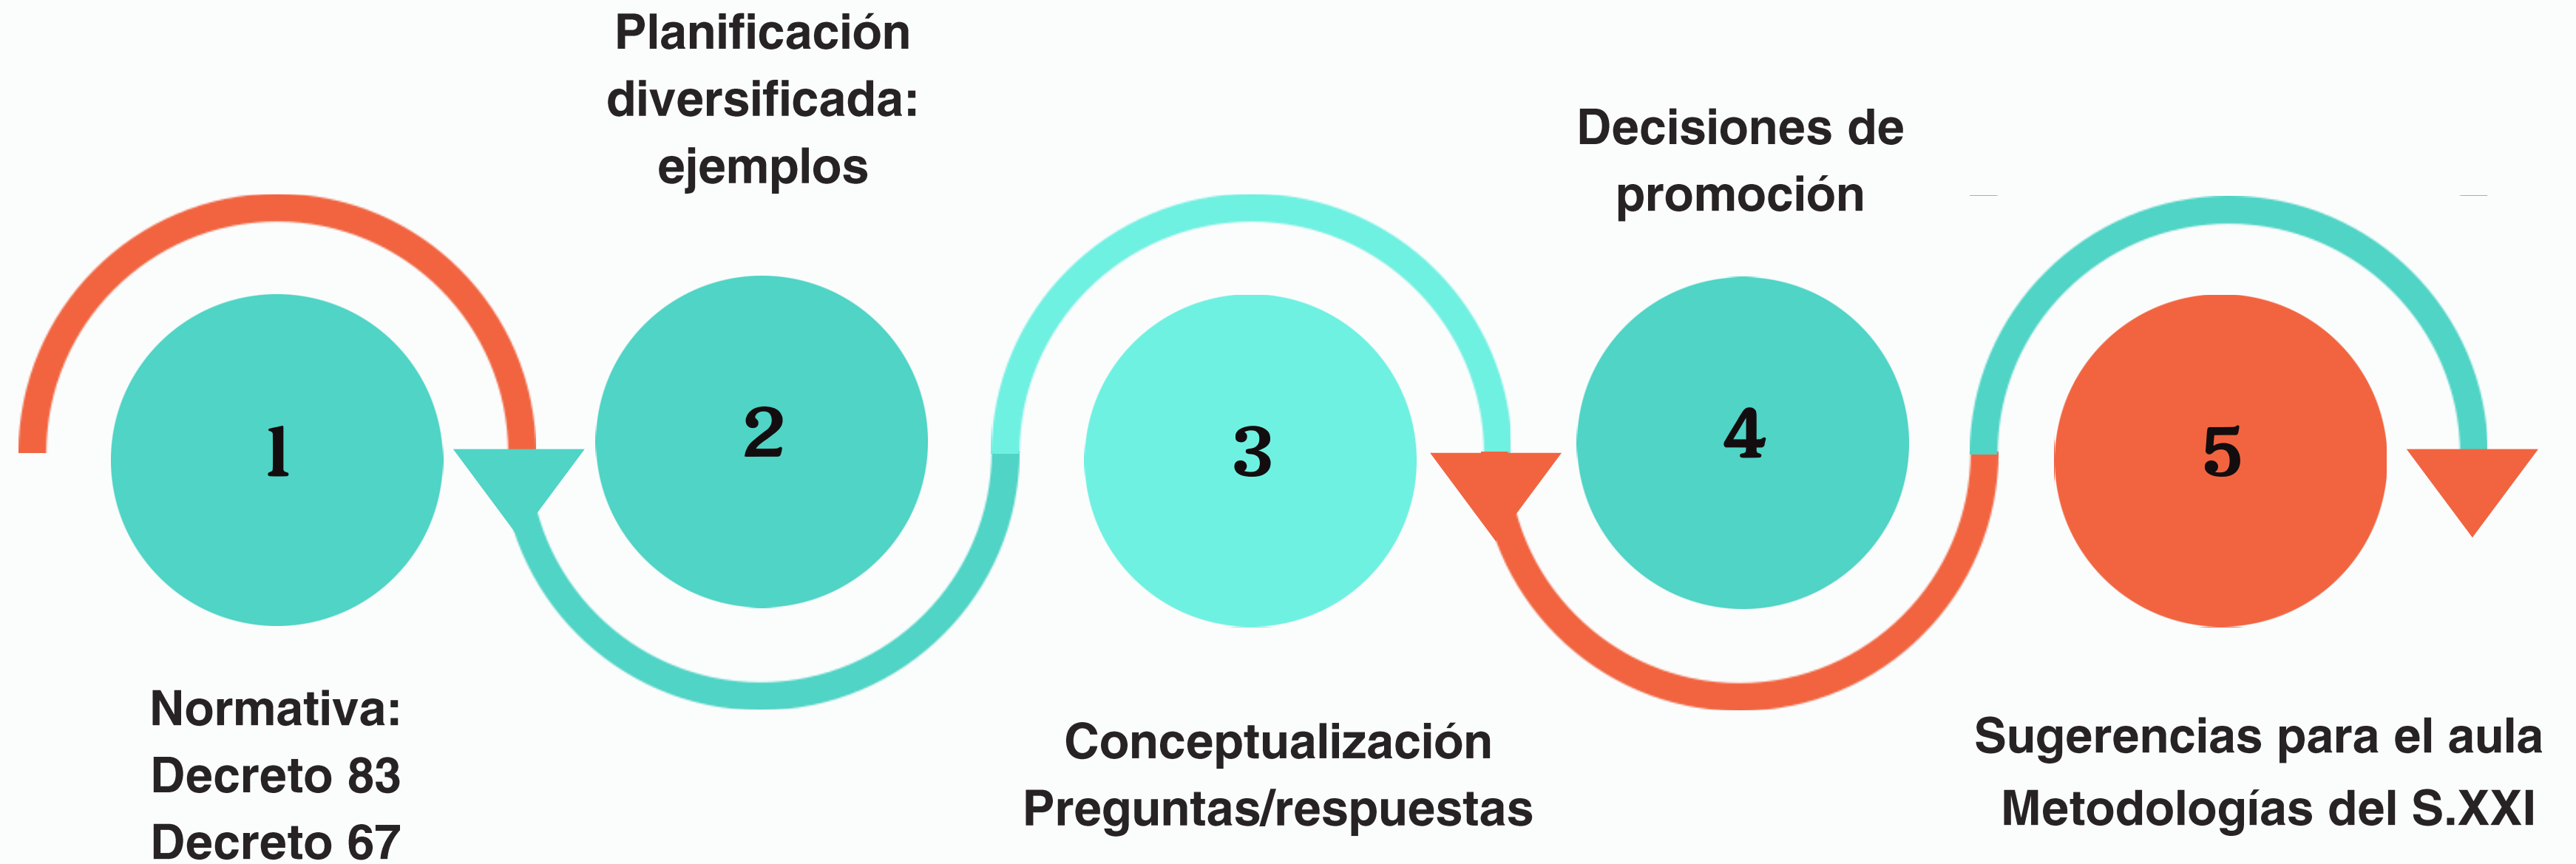 1
Normativa:
Decreto 83
Decreto 67
Planificación
diversificada:
ejemplos
2
3
Conceptualización
Preguntas/respuestas
Decisiones de
promoción
4
5
Sugerencias para el aula
Metodologías del S.XXI